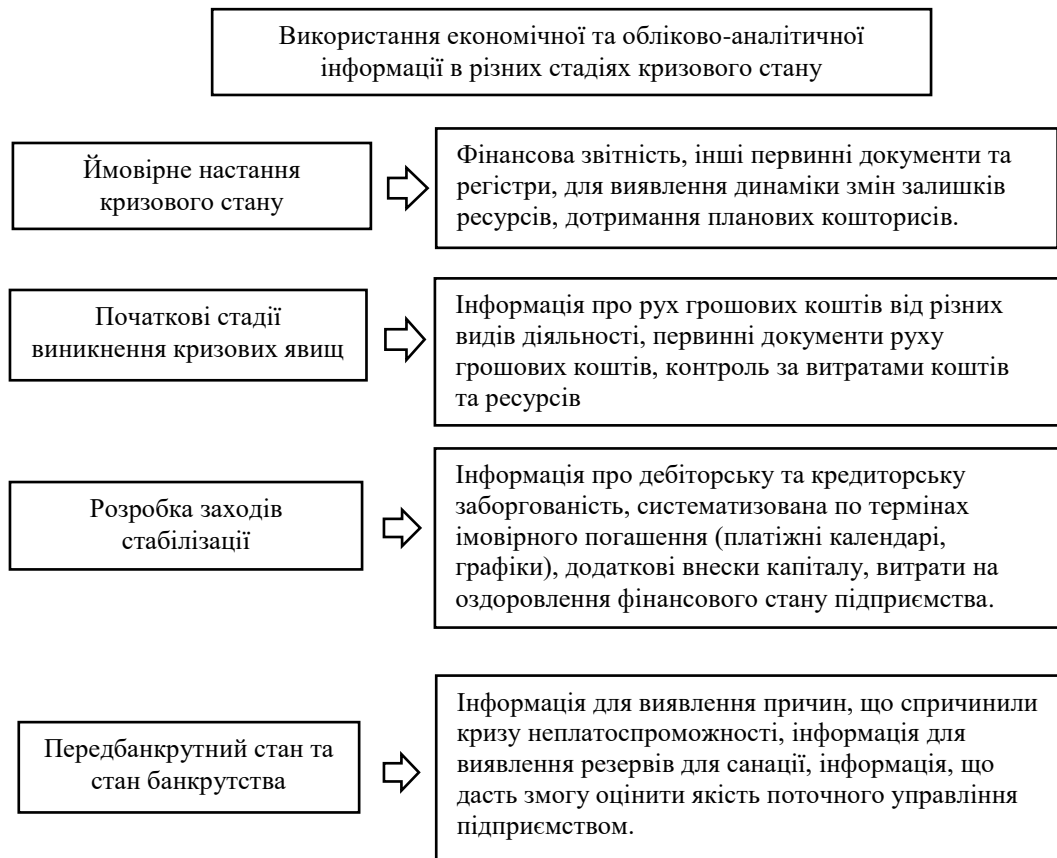 Використання економічної та обліково-аналітичної
інформації в різних стадіях кризового стану
Ймовірне настання
кризового стану
Фінансова звітність, інші первинні документи та
регістри, для виявлення динаміки змін залишків
ресурсів, дотримання планових кошторисів.
Початкові стадії
виникнення кризових явищ
Інформація про рух грошових коштів від різних
видів діяльності, первинні документи руху
грошових коштів, контроль за витратами коштів
та ресурсів
Розробка заходів
стабілізації
Інформація про дебіторську та кредиторську
заборгованість, систематизована по термінах
імовірного погашення (платіжні календарі,
графіки), додаткові внески капіталу, витрати на
оздоровлення фінансового стану підприємства.
Передбанкрутний стан та
стан банкрутства
Інформація для виявлення причин, що спричинили
кризу неплатоспроможності, інформація для
виявлення резервів для санації, інформація, що
дасть змогу оцінити якість поточного управління
підприємством.